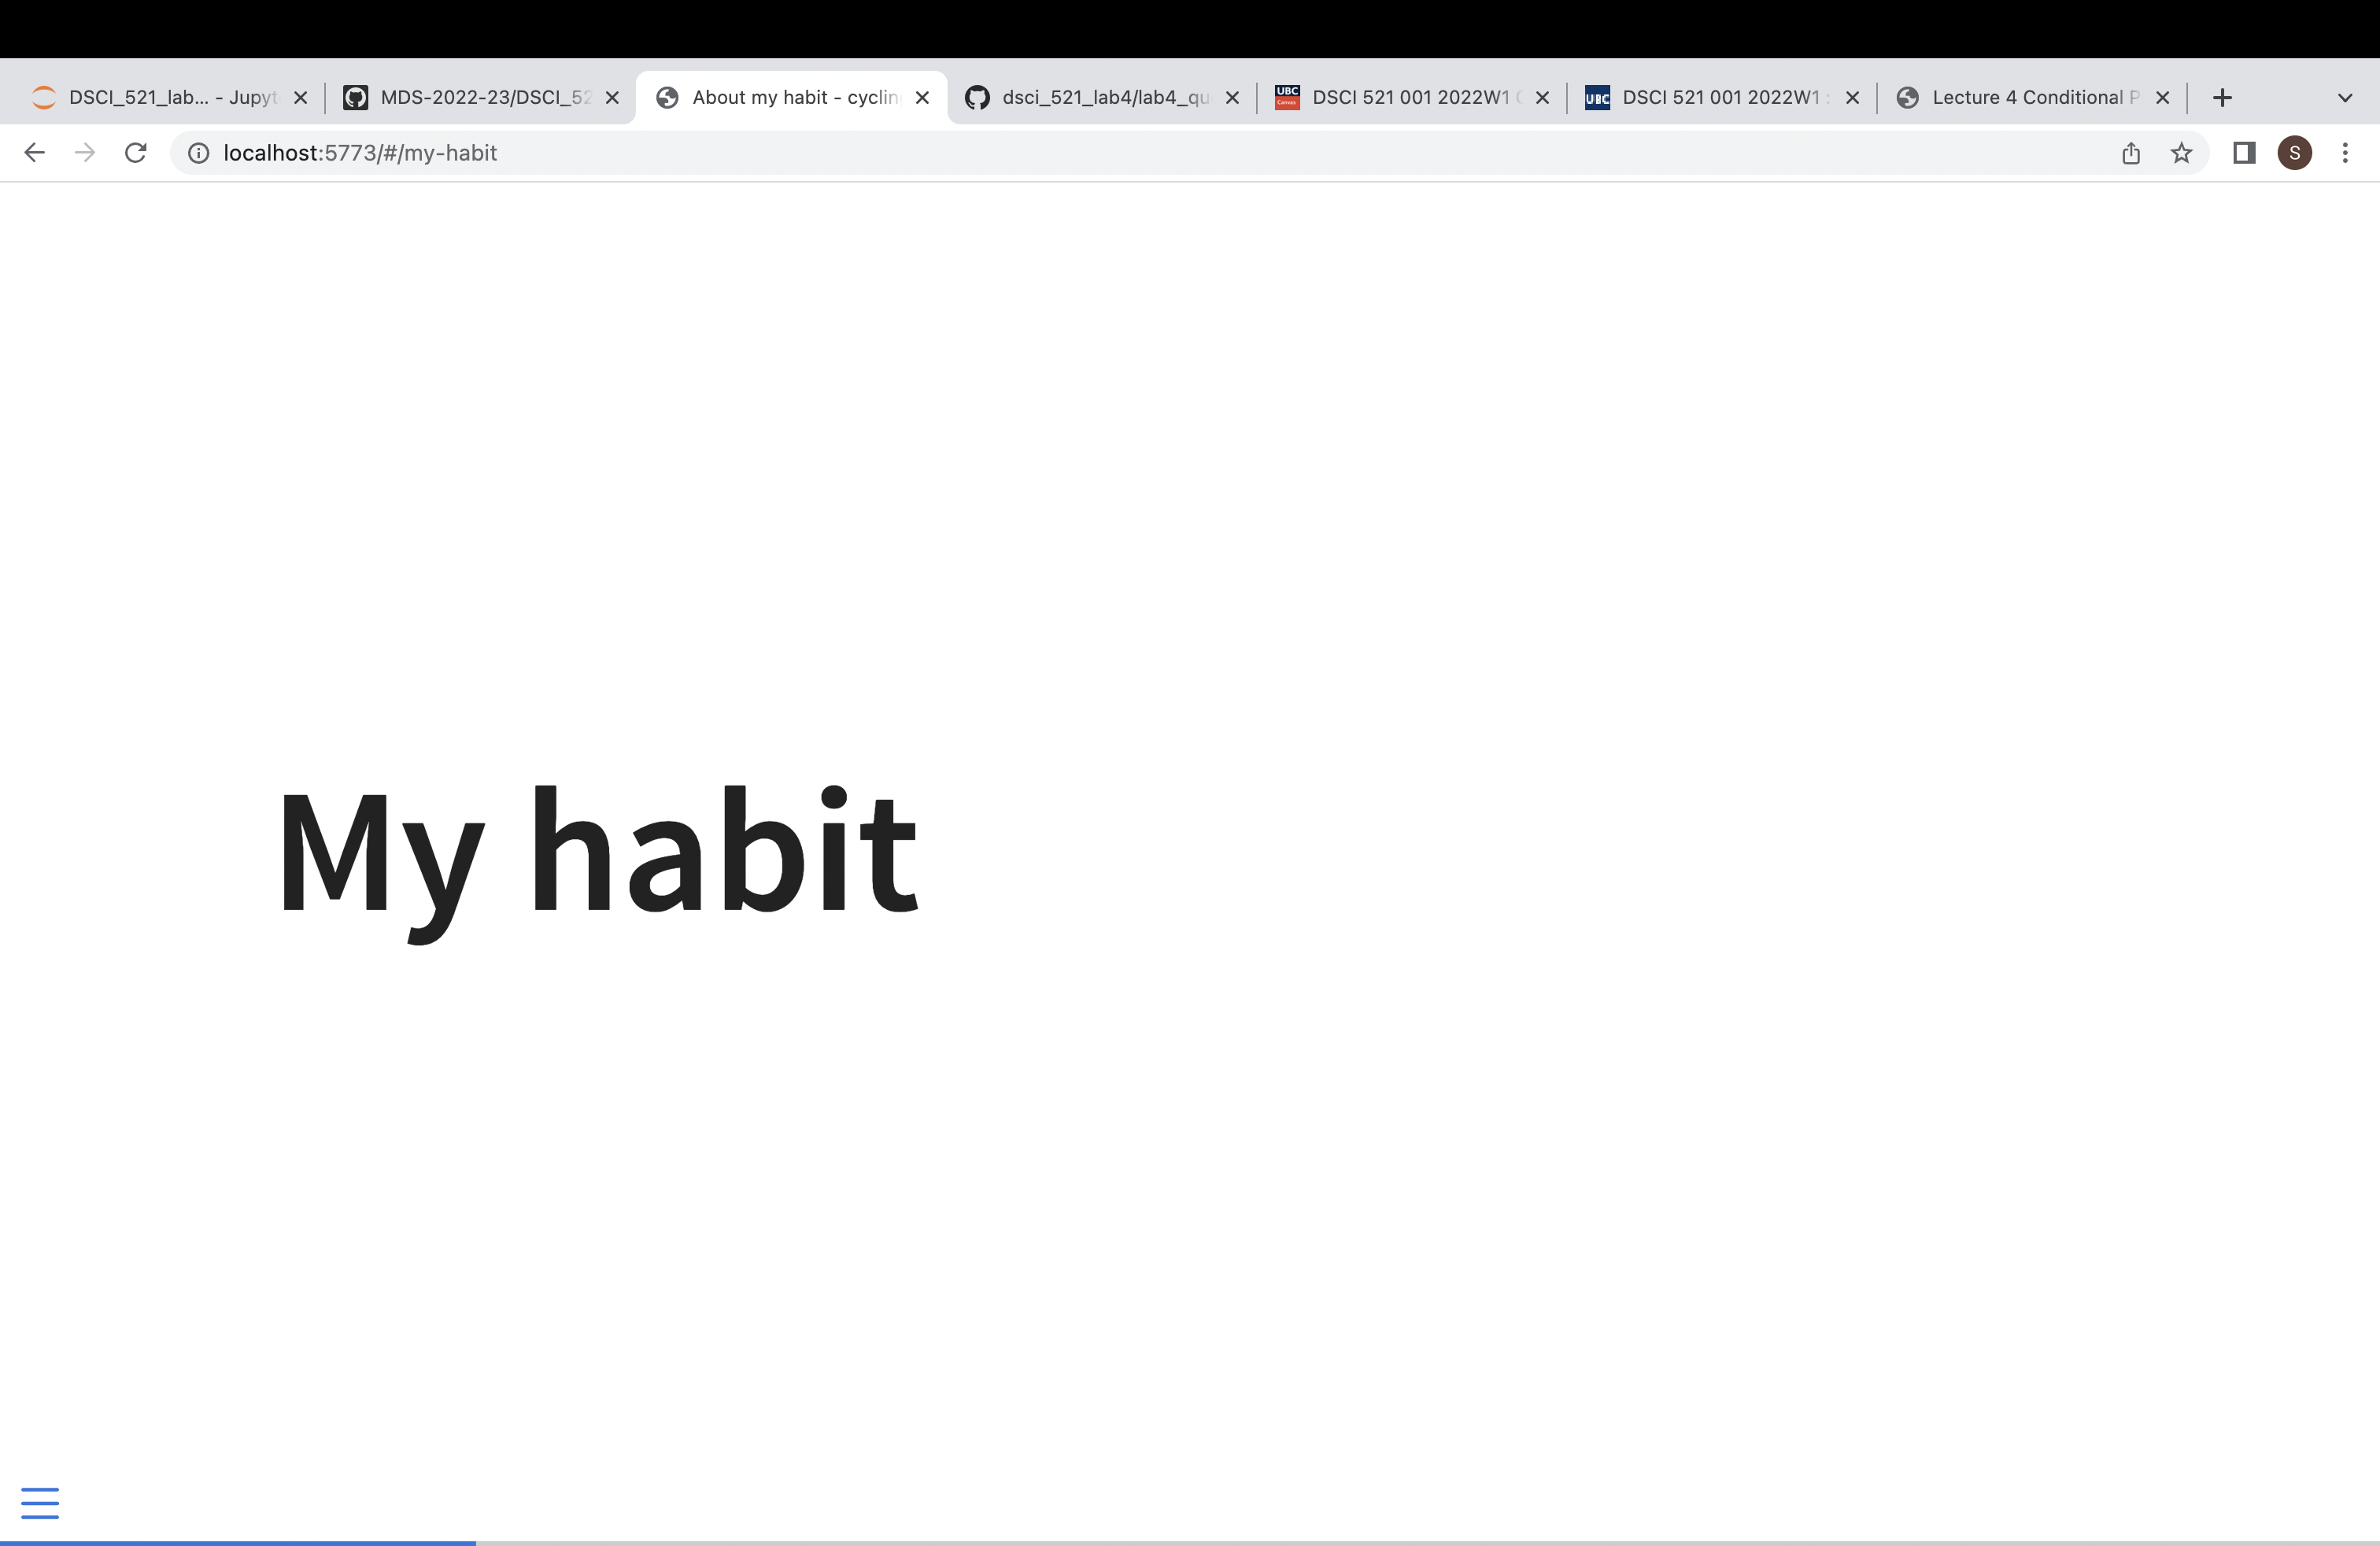 DSCI_521_lab... - Jupyt
MDS-2022-23/DSCI_52
About my habit - cyclin
dsci_521_lab4/lab4_qu
UBC
Canvas
DSCI 521 001 2022W1
UBC
DSCI 521 001 2022W1
Lecture 4 Conditional P
localhost:5773/#/my-habit
S
My habit